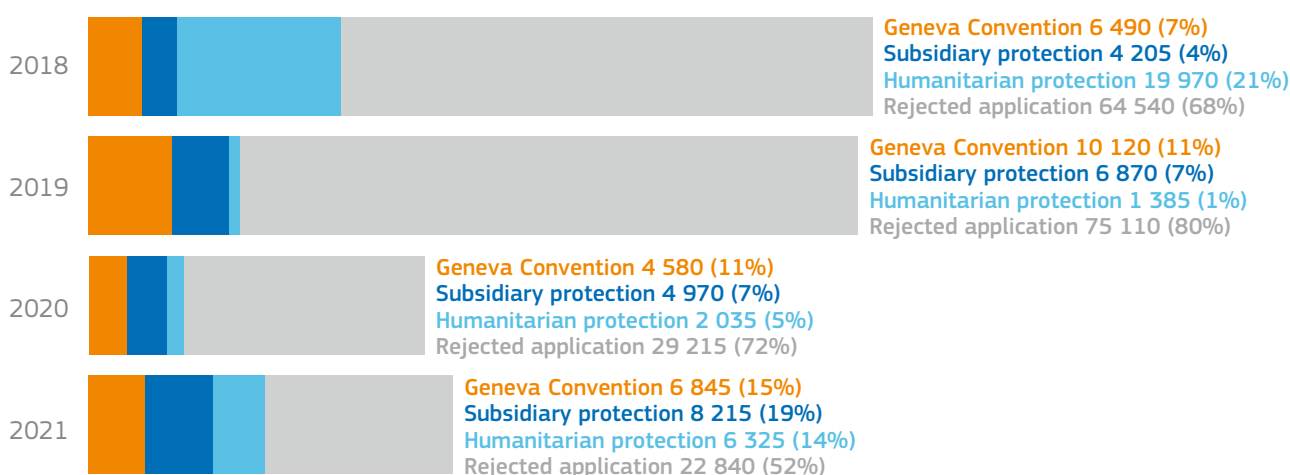 2018
Geneva Convention 6 490 (7%)
Subsidiary protection 4 205 (4%)
Humanitarian protection 19 970 (21%)
Rejected application 64 540 (68%)
2019
Geneva Convention 10 120 (11%)
Subsidiary protection 6 870 (7%)
Humanitarian protection 1 385 (1%)
Rejected application 75 110 (80%)
2020
Geneva Convention 4 580 (11%)
Subsidiary protection 4 970 (7%)
Humanitarian protection 2 035 (5%)
Rejected application 29 215 (72%)
2021
Geneva Convention 6 845 (15%)
Subsidiary protection 8 215 (19%)
Humanitarian protection 6 325 (14%)
Rejected application 22 840 (52%)